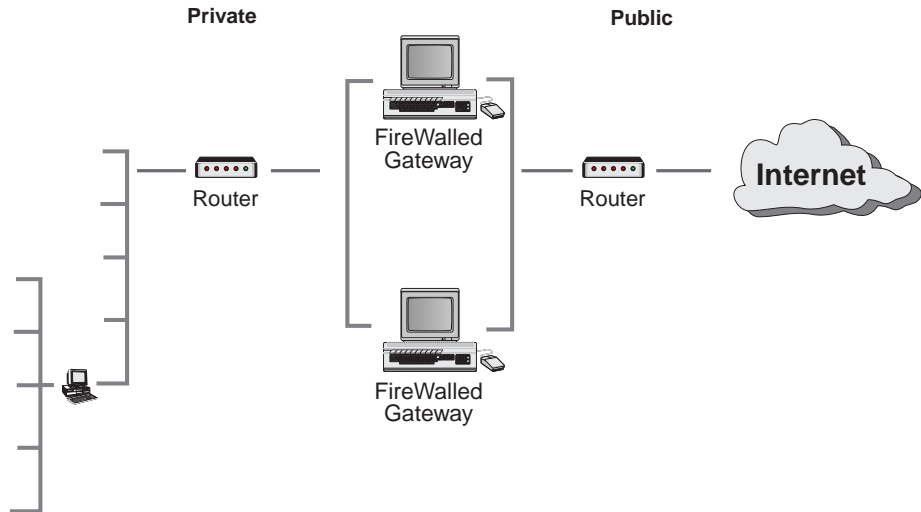 Private
Public
FireWalled
Gateway
Router
Router
Internet
FireWalled
Gateway